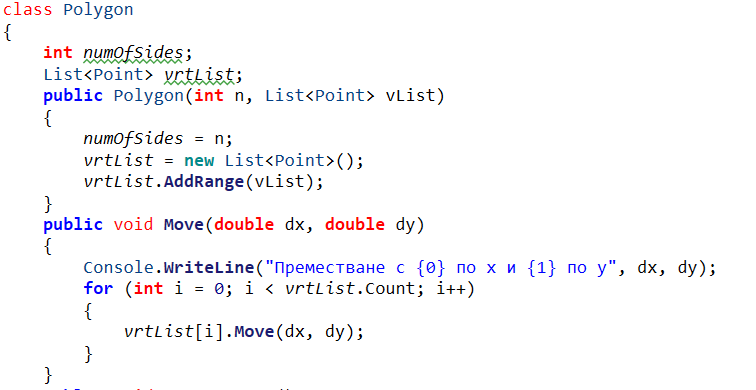 class Polygon
{
    int numOfSides;
    List<Point> vrtList;
    public Polygon(int n, List<Point> vList)
    {
        numOfSides = n;
        vrtList = new List<Point>();
        vrtList.AddRange(vList);
    }
    public void Move(double dx, double dy)
    {
        Console.WriteLine("Преместване с {0} по x и {1} по y", dx, dy);
        for (int i = 0; i < vrtList.Count; i++)
        {
            vrtList[i].Move(dx, dy);
        }
    }